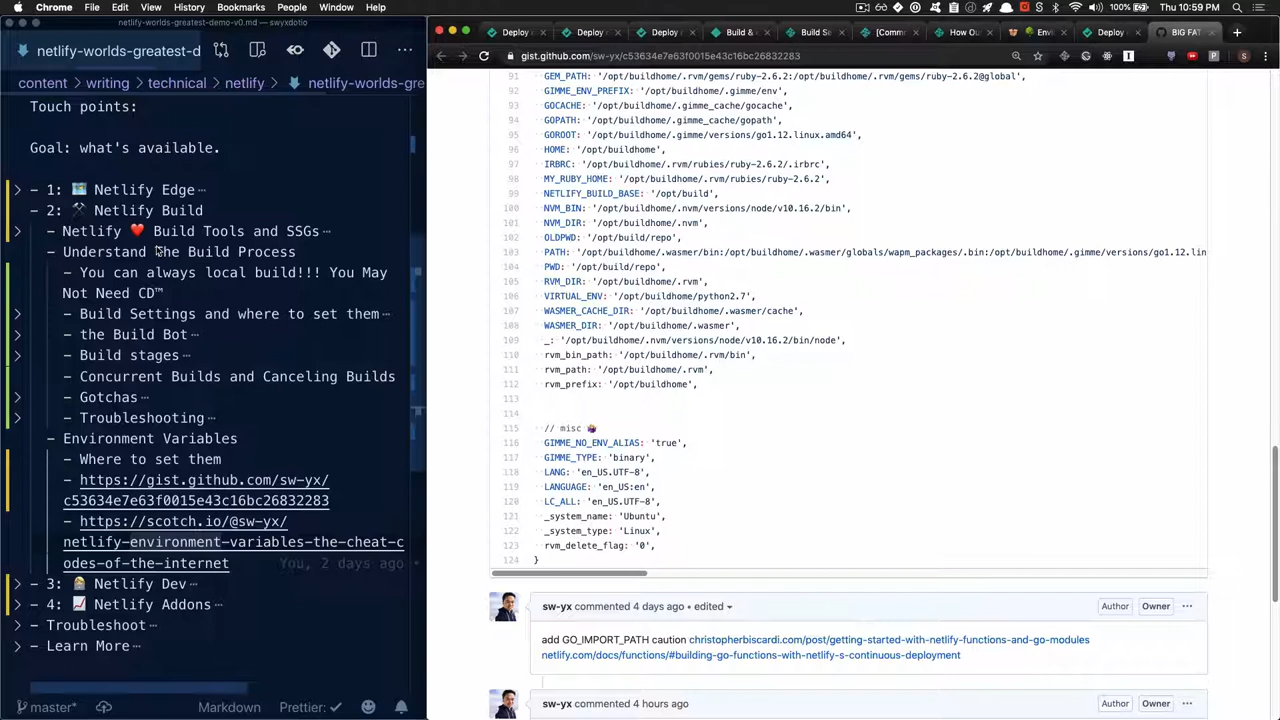 Chrome File Edit View History Bookmarks People Window Help
100% Tue 10:59 PM
netlify-worlds-greatest-demo-v0.md — swyxdotio
netlify-worlds-greatest-d
content > writing > technical > netlify > netlify-worlds-gre
Touch points:
Goal: what's available.
- 1: Netlify Edge…
- 2: Netlify Build
- Netlify ❤️ Build Tools and SSGs…
- Understand the Build Process
- You can always local build!!! You May
Not Need CD™
- Build Settings and where to set them…
- the Build Bot…
- Build stages…
- Concurrent Builds and Canceling Builds
- Gotchas…
- Troubleshooting…
- Environment Variables
- Where to set them
- https://gist.github.com/sw-yx/
c53634e7e63f0015e43c16bc26832283
- https://scotch.io/@sw-yx/
netlify-environment-variables-the-cheat-c
odes-of-the-internet You, 2 days ago •
- 3: Netlify Dev…
- 4: Netlify Addons…
- Troubleshoot…
- Learn More…
master* Markdown Prettier: ✓
Deploy Deploy Deploy Build & Build Se [Comm How Ou Env Deploy BIG FAT
gist.github.com/sw-yx/c53634e7e63f0015e43c16bc26832283
91 GEM_PATH: '/opt/buildhome/.rvm/gems/ruby-2.6.2:/opt/buildhome/.rvm/gems/ruby-2.6.2@global',
92 GIMME_ENV_PREFIX: '/opt/buildhome/.gimme/env',
93 GOCACHE: '/opt/buildhome/.gimme_cache/gocache',
94 GOPATH: '/opt/buildhome/.gimme_cache/gopath',
95 GOROOT: '/opt/buildhome/.gimme/versions/go1.12.linux.amd64',
96 HOME: '/opt/buildhome',
97 IRBRC: '/opt/buildhome/.rvm/rubies/ruby-2.6.2/.irbrc',
98 MY_RUBY_HOME: '/opt/buildhome/.rvm/rubies/ruby-2.6.2',
99 NETLIFY_BUILD_BASE: '/opt/build',
100 NVM_BIN: '/opt/buildhome/.nvm/versions/node/v10.16.2/bin',
101 NVM_DIR: '/opt/buildhome/.nvm',
102 OLDPWD: '/opt/build/repo',
103 PATH: '/opt/buildhome/.wasmer/bin:/opt/buildhome/.wasmer/globals/wapm_packages/.bin:/opt/buildhome/.gimme/versions/go1.12.lin
104 PWD: '/opt/build/repo',
105 RVM_DIR: '/opt/buildhome/.rvm',
106 VIRTUAL_ENV: '/opt/buildhome/python2.7',
107 WASMER_CACHE_DIR: '/opt/buildhome/.wasmer/cache',
108 WASMER_DIR: '/opt/buildhome/.wasmer',
109 _: '/opt/buildhome/.nvm/versions/node/v10.16.2/bin/node',
110 rvm_bin_path: '/opt/buildhome/.rvm/bin',
111 rvm_path: '/opt/buildhome/.rvm',
112 rvm_prefix: '/opt/buildhome',
113
114
115 // misc
116 GIMME_NO_ENV_ALIAS: 'true',
117 GIMME_TYPE: 'binary',
118 LANG: 'en_US.UTF-8',
119 LANGUAGE: 'en_US:en',
120 LC_ALL: 'en_US.UTF-8',
121 _system_name: 'Ubuntu',
122 _system_type: 'Linux',
123 rvm_delete_flag: '0',
124 }
sw-yx commented 4 days ago • edited Author Owner …
add GO_IMPORT_PATH caution christopherbiscardi.com/post/getting-started-with-netlify-functions-and-go-modules
netlify.com/docs/functions/#building-go-functions-with-netlify-s-continuous-deployment
sw-yx commented 4 hours ago Author Owner …